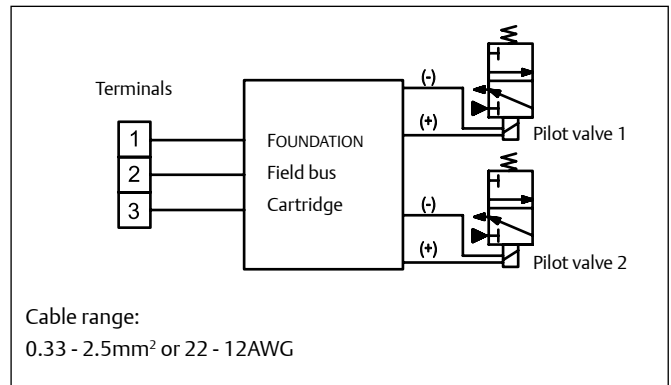 Terminals
1
2
3
FOUNDATION
Field bus
Cartridge
(-)
(+)
Pilot valve 1
(-)
(+)
Pilot valve 2
Cable range:
0.33 - 2.5mm² or 22 - 12AWG